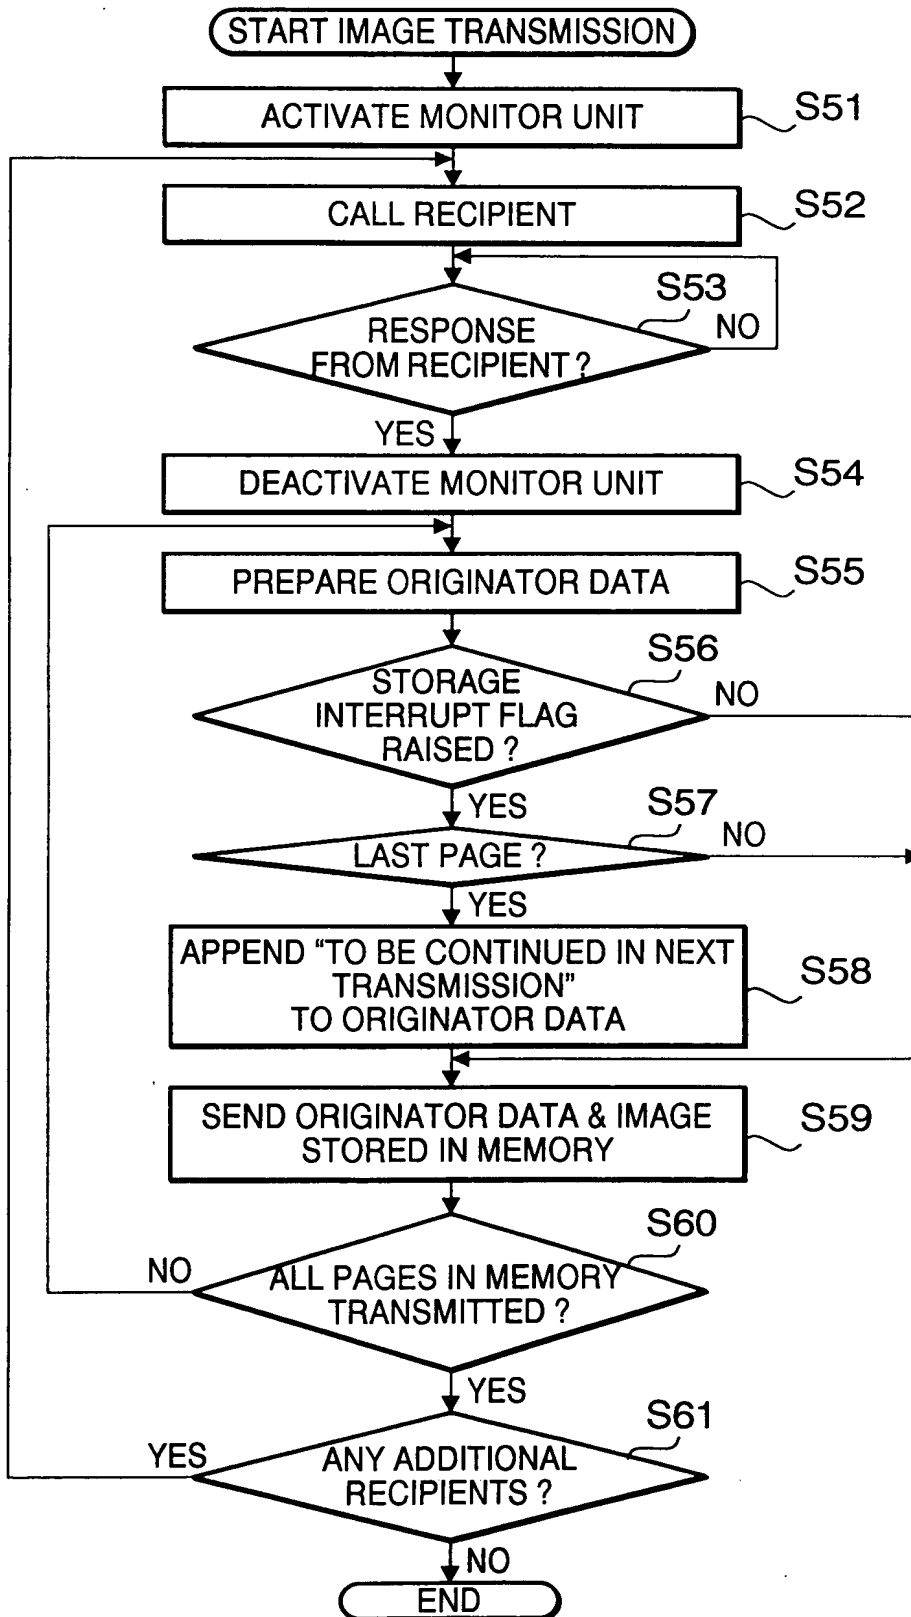 START IMAGE TRANSMISSION
ACTIVATE MONITOR UNIT
S51
CALL RECIPIENT
S52
S53
RESPONSE
FROM RECIPIENT ?
NO
YES
DEACTIVATE MONITOR UNIT
S54
PREPARE ORIGINATOR DATA
S55
S56
STORAGE
INTERRUPT FLAG
RAISED ?
NO
YES
S57
LAST PAGE ?
NO
YES
APPEND “TO BE CONTINUED IN NEXT
TRANSMISSION”
TO ORIGINATOR DATA
S58
SEND ORIGINATOR DATA & IMAGE
STORED IN MEMORY
S59
S60
NO
ALL PAGES IN MEMORY
TRANSMITTED ?
YES
S61
YES
ANY ADDITIONAL
RECIPIENTS ?
NO
END